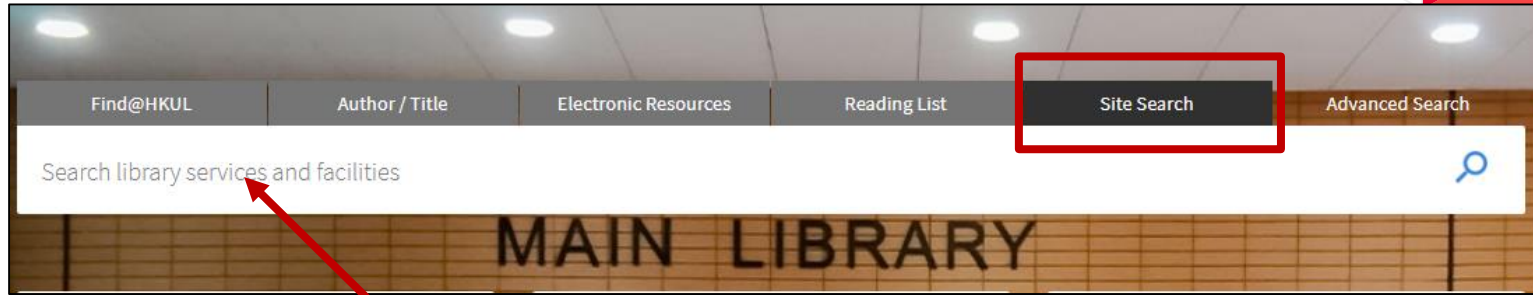 Find@HKUL Author / Title Electronic Resources Reading List Site Search Advanced Search
Search library services and facilities
MAIN LIBRARY